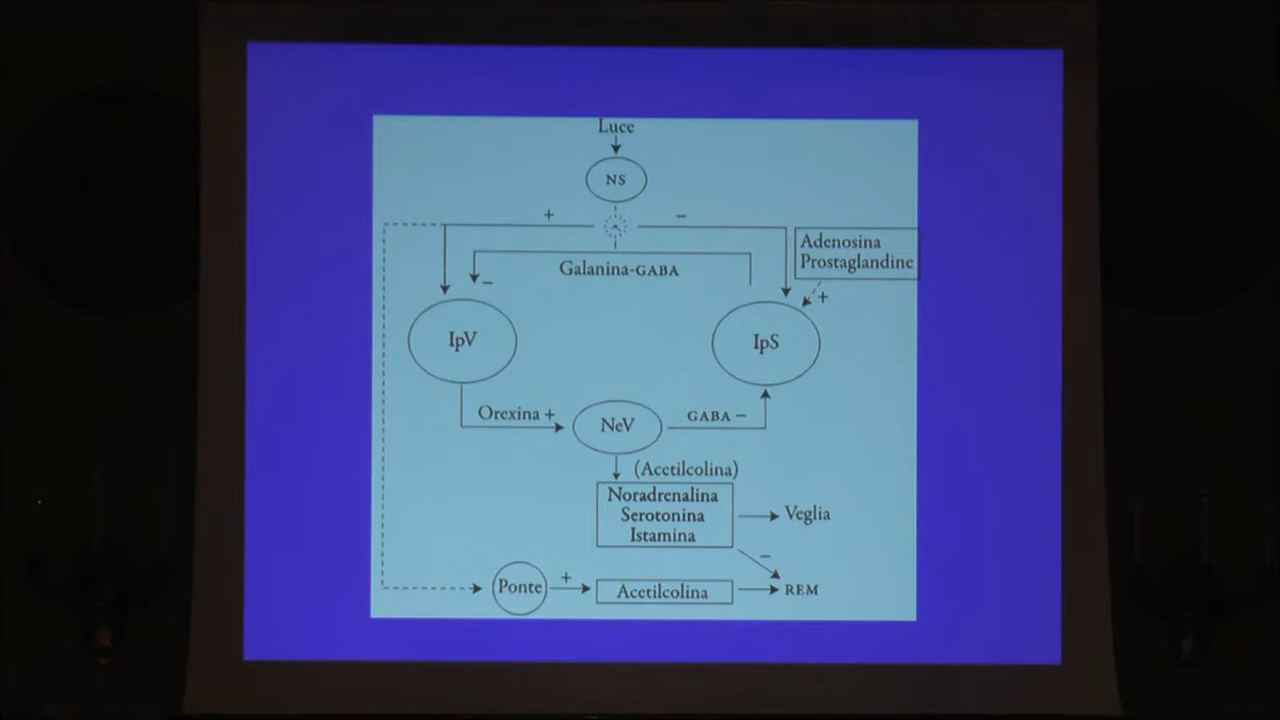 Luce
NS
+
−
Adenosina
Prostaglandine
Galanina-GABA
−
+
IpV
IpS
Orexina +
NeV
GABA −
(Acetilcolina)
Noradrenalina
Serotonina
Istamina
Veglia
−
Ponte
+
Acetilcolina
REM